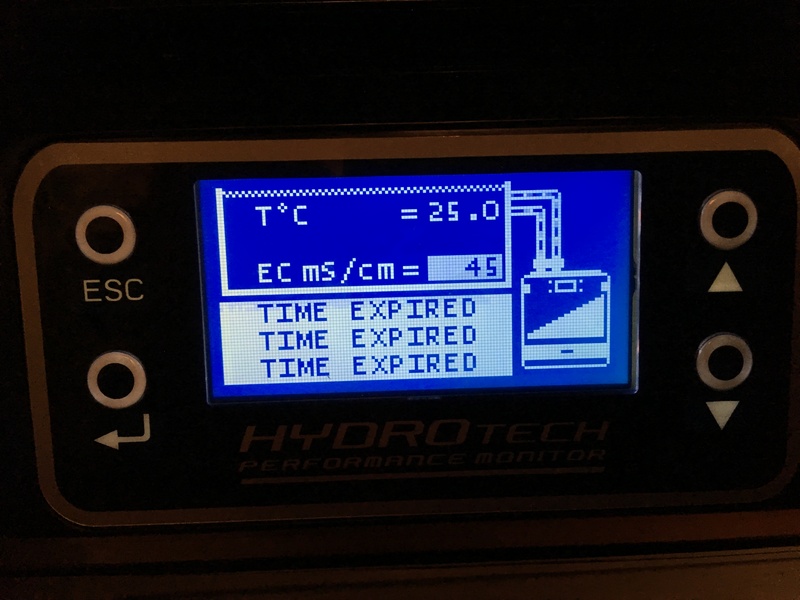 T°C =25.0
EC mS/cm= 45
TIME EXPIRED
TIME EXPIRED
TIME EXPIRED
ESC
HYDROTECH
PERFORMANCE MONITOR